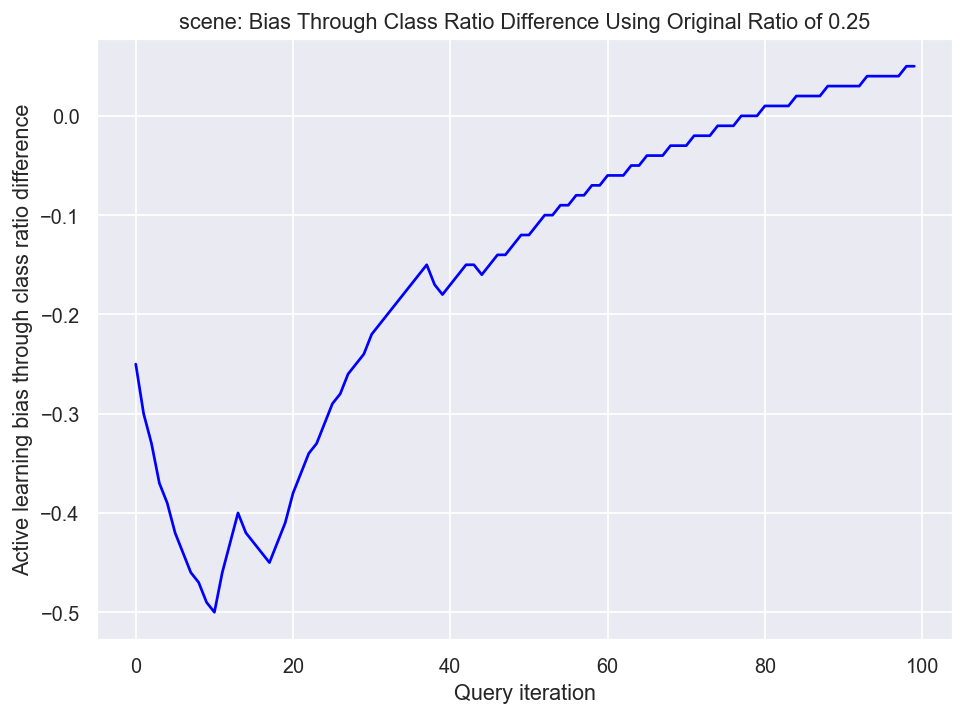 scene: Bias Through Class Ratio Difference Using Original Ratio of 0.25
Active learning bias through class ratio difference
0.0
−0.1
−0.2
−0.3
−0.4
−0.5
0 20 40 60 80 100
Query iteration